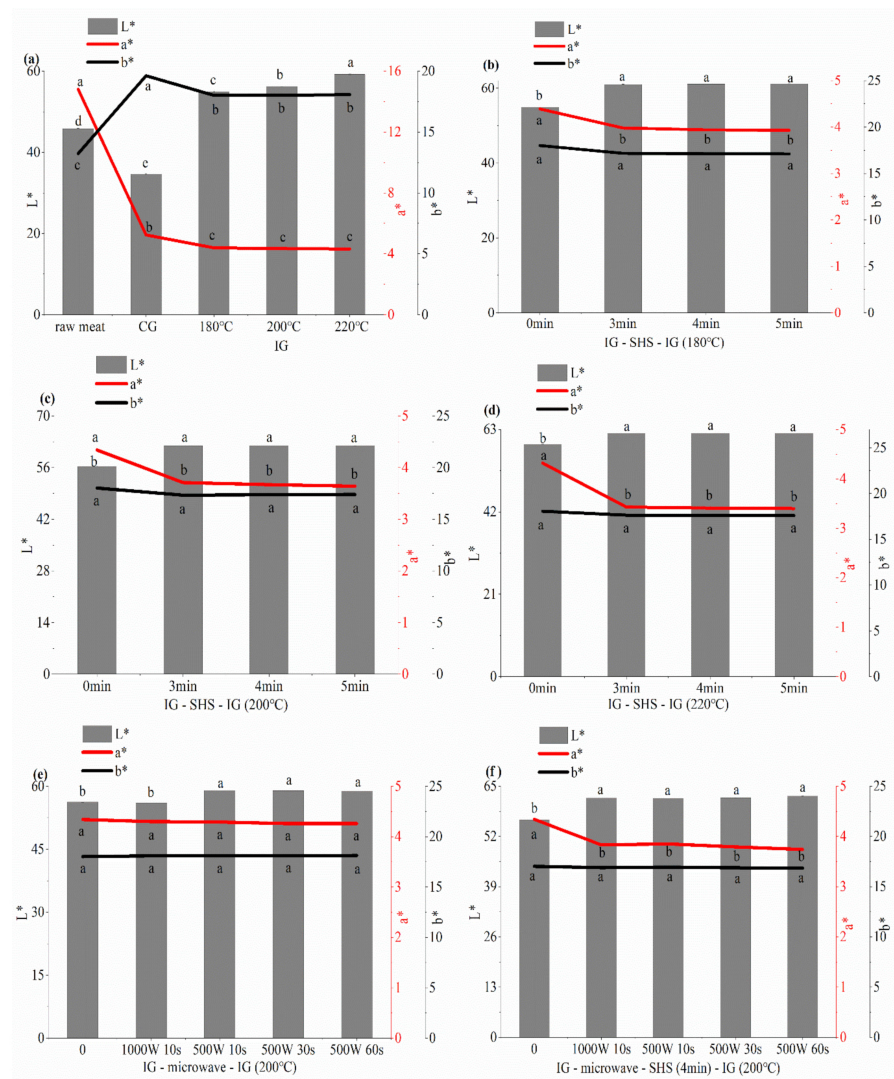 L*
a*
b*
(a)
60
40
20
0
L*
a
d
c
c
a
b
c
b
c
b
b
c
a
b
c
raw meat CG 180℃ 200℃ 220℃
IG
16
12
8
4
0
a*
20
15
10
5
0
b*
L*
a*
b*
(b)
60
40
20
0
L*
b
a
a
a
b
a
a
b
a
a
b
a
0min 3min 4min 5min
IG - SHS - IG (180℃)
5
4
3
2
1
0
a*
25
20
15
10
5
0
b*
L*
a*
b*
(c)
70
56
42
28
14
0
L*
a
b
a
a
b
a
a
b
a
a
b
a
0min 3min 4min 5min
IG - SHS - IG (200℃)
5
4
3
2
1
0
a*
25
20
15
10
5
0
b*
L*
a*
b*
(d)
63
42
21
0
L*
b
a
a
a
b
a
a
b
a
a
b
a
0min 3min 4min 5min
IG - SHS - IG (220℃)
5
4
3
2
1
0
a*
25
20
15
10
5
0
b*
L*
a*
b*
(e)
60
45
30
15
0
L*
b
a
a
b
a
a
a
a
a
a
a
a
a
a
a
0 1000W 10s 500W 10s 500W 30s 500W 60s
IG - microwave - IG (200℃)
5
4
3
2
1
0
a*
25
20
15
10
5
0
b*
L*
a*
b*
(f)
65
52
39
26
13
0
L*
b
a
a
a
b
a
a
b
a
a
b
a
a
b
a
0 1000W 10s 500W 10s 500W 30s 500W 60s
IG - microwave - SHS (4min) - IG (200℃)
5
4
3
2
1
0
a*
25
20
15
10
5
0
b*